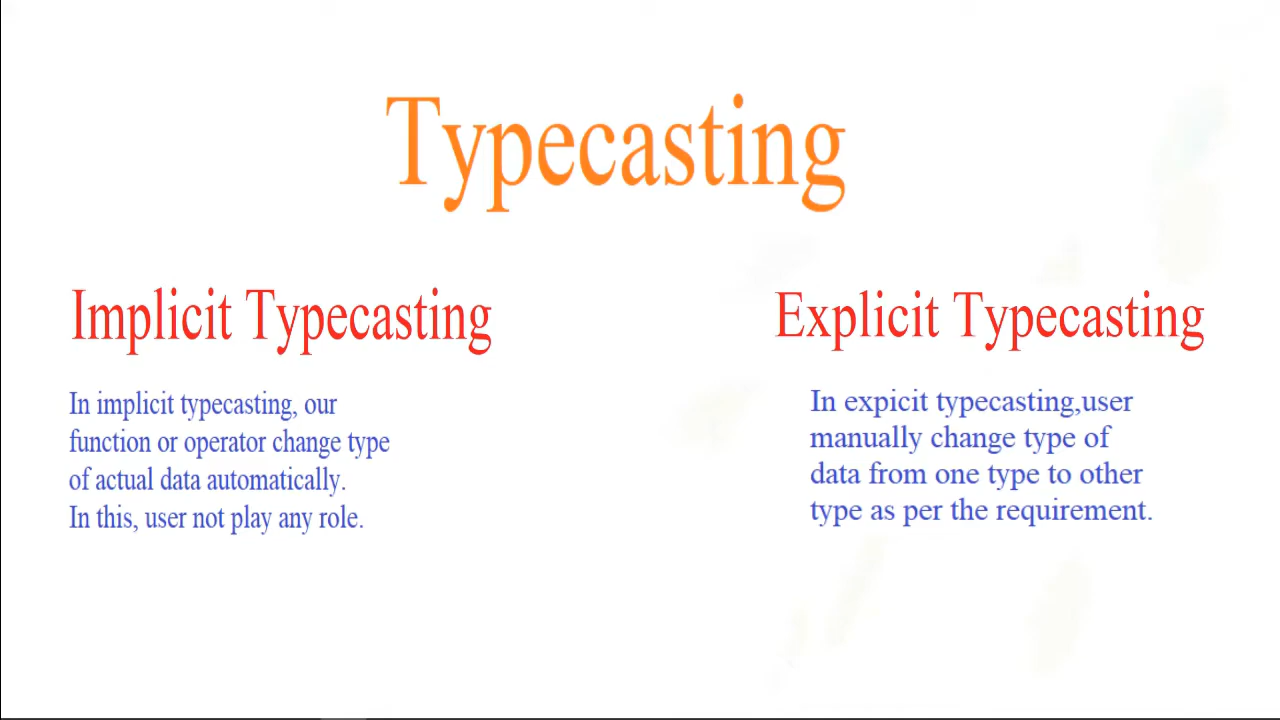 Typecasting
Implicit Typecasting
In implicit typecasting, our
function or operator change type
of actual data automatically.
In this, user not play any role.
Explicit Typecasting
In expicit typecasting,user
manually change type of
data from one type to other
type as per the requirement.